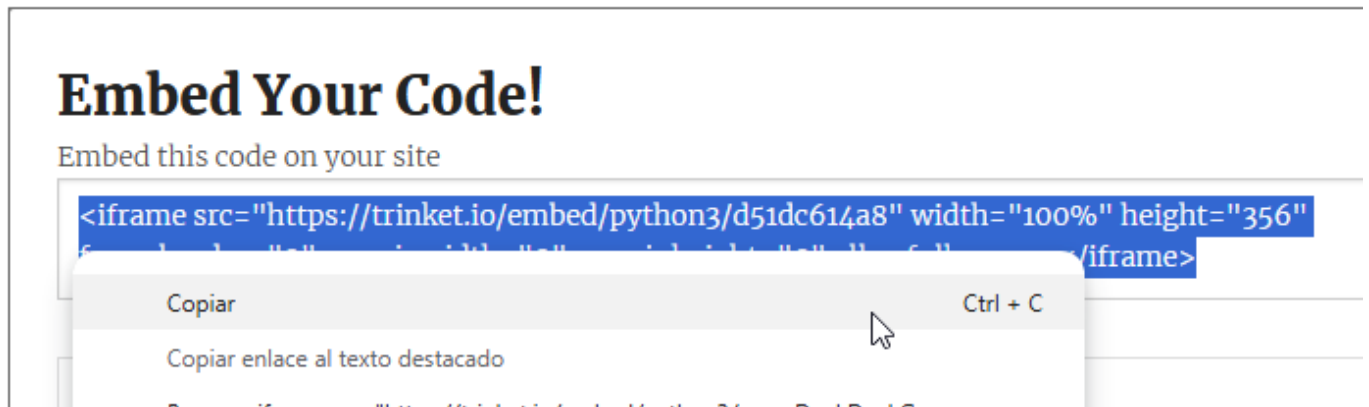 Embed Your Code!
Embed this code on your site
<iframe src="https://trinket.io/embed/python3/d51dc614a8" width="100%" height="356"
/iframe>
Copiar Ctrl + C
Copiar enlace al texto destacado